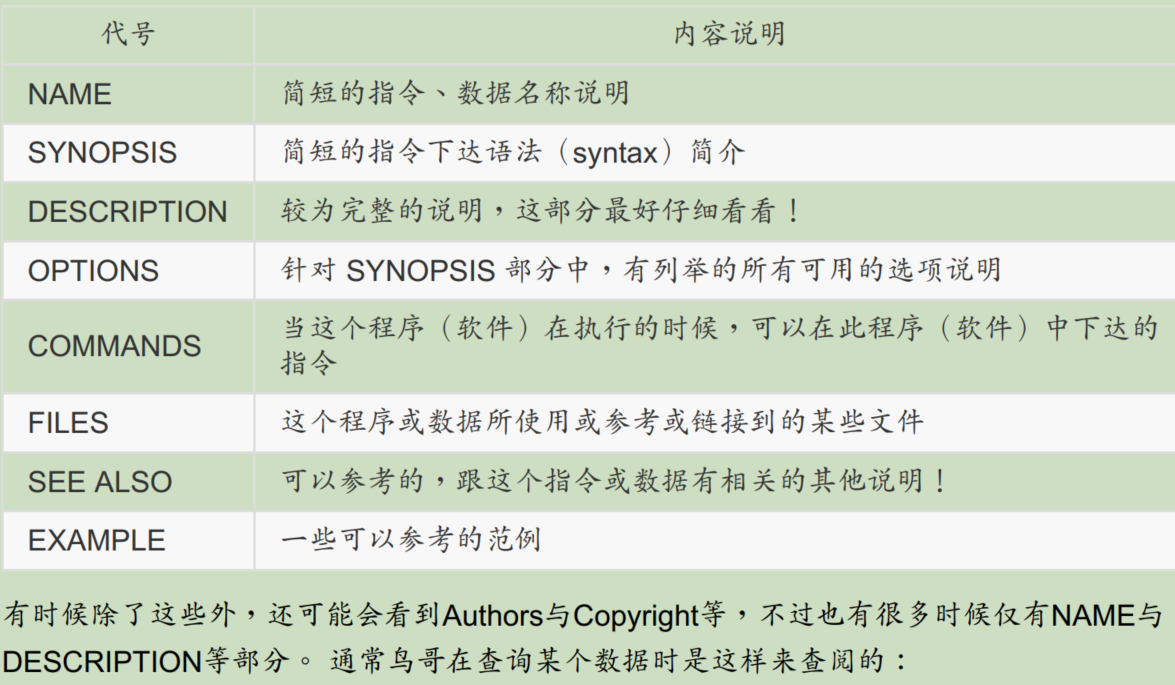 代号 内容说明
NAME 简短的指令、数据名称说明
SYNOPSIS 简短的指令下达语法（syntax）简介
DESCRIPTION 较为完整的说明，这部分最好仔细看看！
OPTIONS 针对 SYNOPSIS 部分中，有列举的所有可用的选项说明
COMMANDS 当这个程序（软件）在执行的时候，可以在此程序（软件）中下达的
指令
FILES 这个程序或数据所使用或参考或链接到的某些文件
SEE ALSO 可以参考的，跟这个指令或数据有相关的其他说明！
EXAMPLE 一些可以参考的范例
有时候除了这些外，还可能会看到Authors与Copyright等，不过也有很多时候仅有NAME与
DESCRIPTION等部分。 通常鸟哥在查询某个数据时是这样来查阅的：